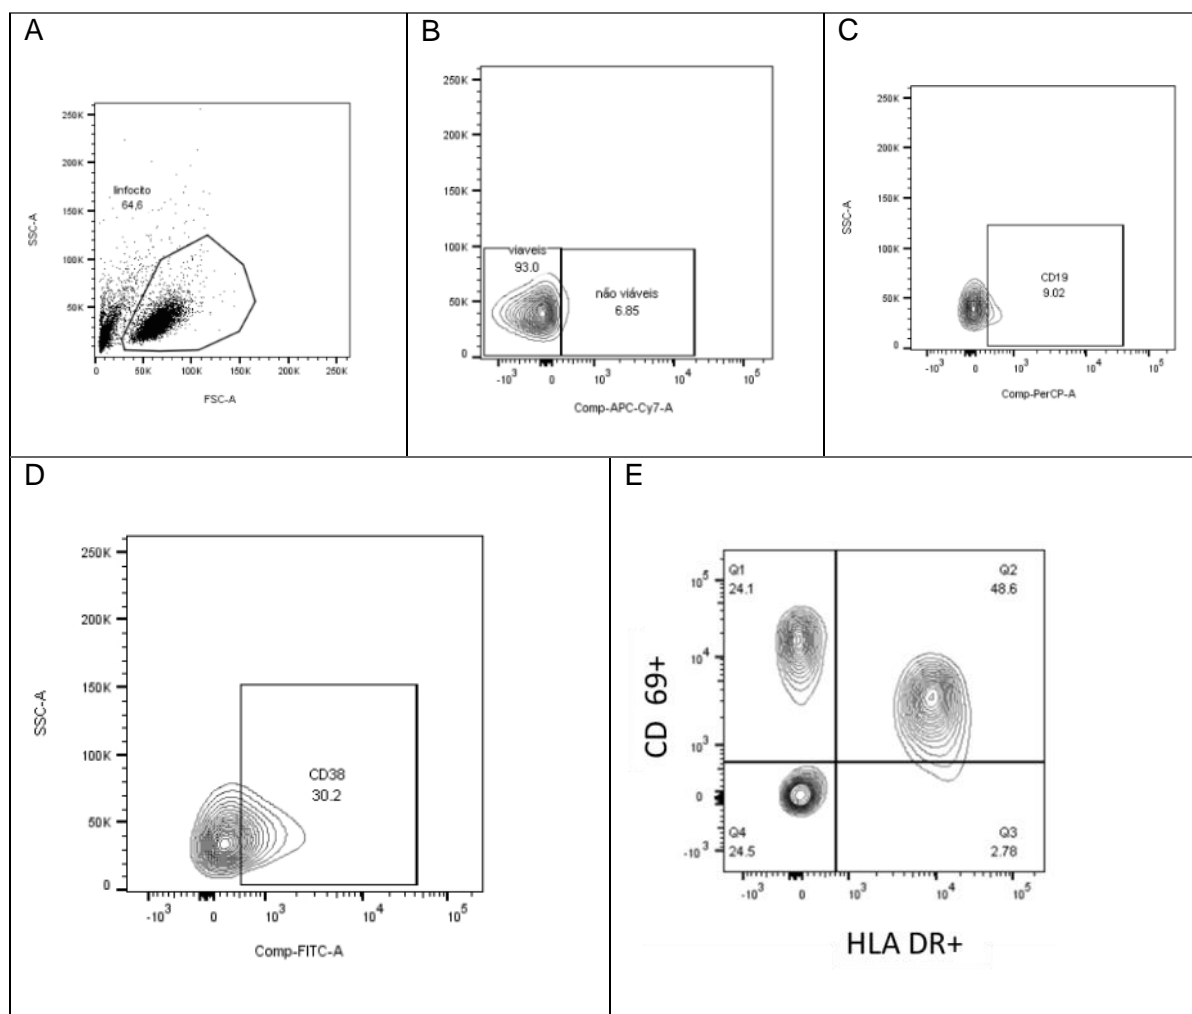 A
250K
200K
150K
100K
50K
0
0
50K
100K
150K
200K
250K
SSC-A
FSC-A
linfocito
64,6
B
250K
200K
150K
100K
50K
0
-10³
0
10³
10⁴
10⁵
SSC-A
Comp-APC-Cy7-A
viaveis
93.0
não viáveis
6.85
C
250K
200K
150K
100K
50K
0
-10³
0
10³
10⁴
10⁵
SSC-A
Comp-PerCP-A
CD19
9.02
D
250K
200K
150K
100K
50K
0
-10³
0
10³
10⁴
10⁵
SSC-A
Comp-FITC-A
CD38
30.2
E
Q1
24.1
Q2
48.6
Q4
24.5
Q3
2.78
10⁵
10⁴
10³
0
-10³
-10³
0
10³
10⁴
10⁵
CD 69+
HLA DR+